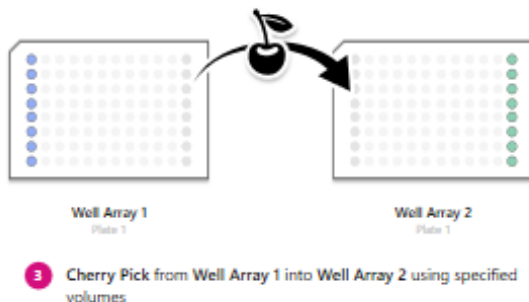 Well Array 1
Plate 1
Well Array 2
Plate 1
3
Cherry Pick from Well Array 1 into Well Array 2 using specified
volumes